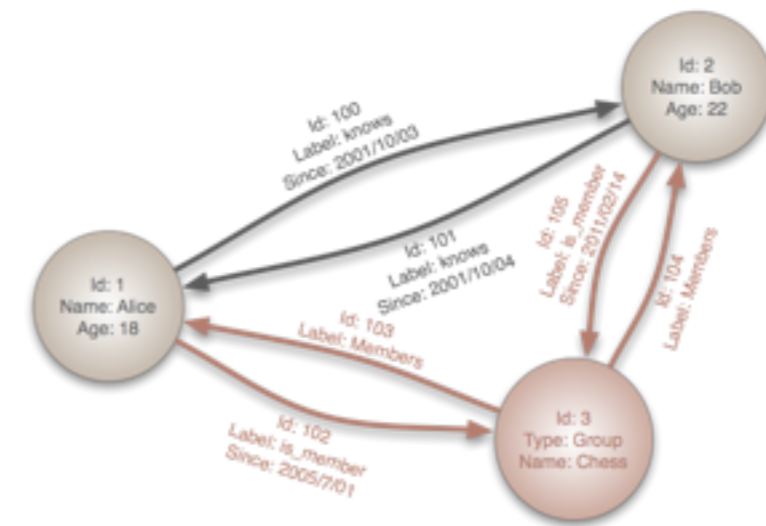 Id: 2
Name: Bob
Age: 22
Id: 100
Label: knows
Since: 2001/10/03
Id: 101
Label: knows
Since: 2001/10/04
Id: 105
Label: is_member
Since: 2011/02/14
Id: 104
Label: Members
Id: 1
Name: Alice
Age: 18
Id: 103
Label: Members
Id: 102
Label: is_member
Since: 2005/7/01
Id: 3
Type: Group
Name: Chess